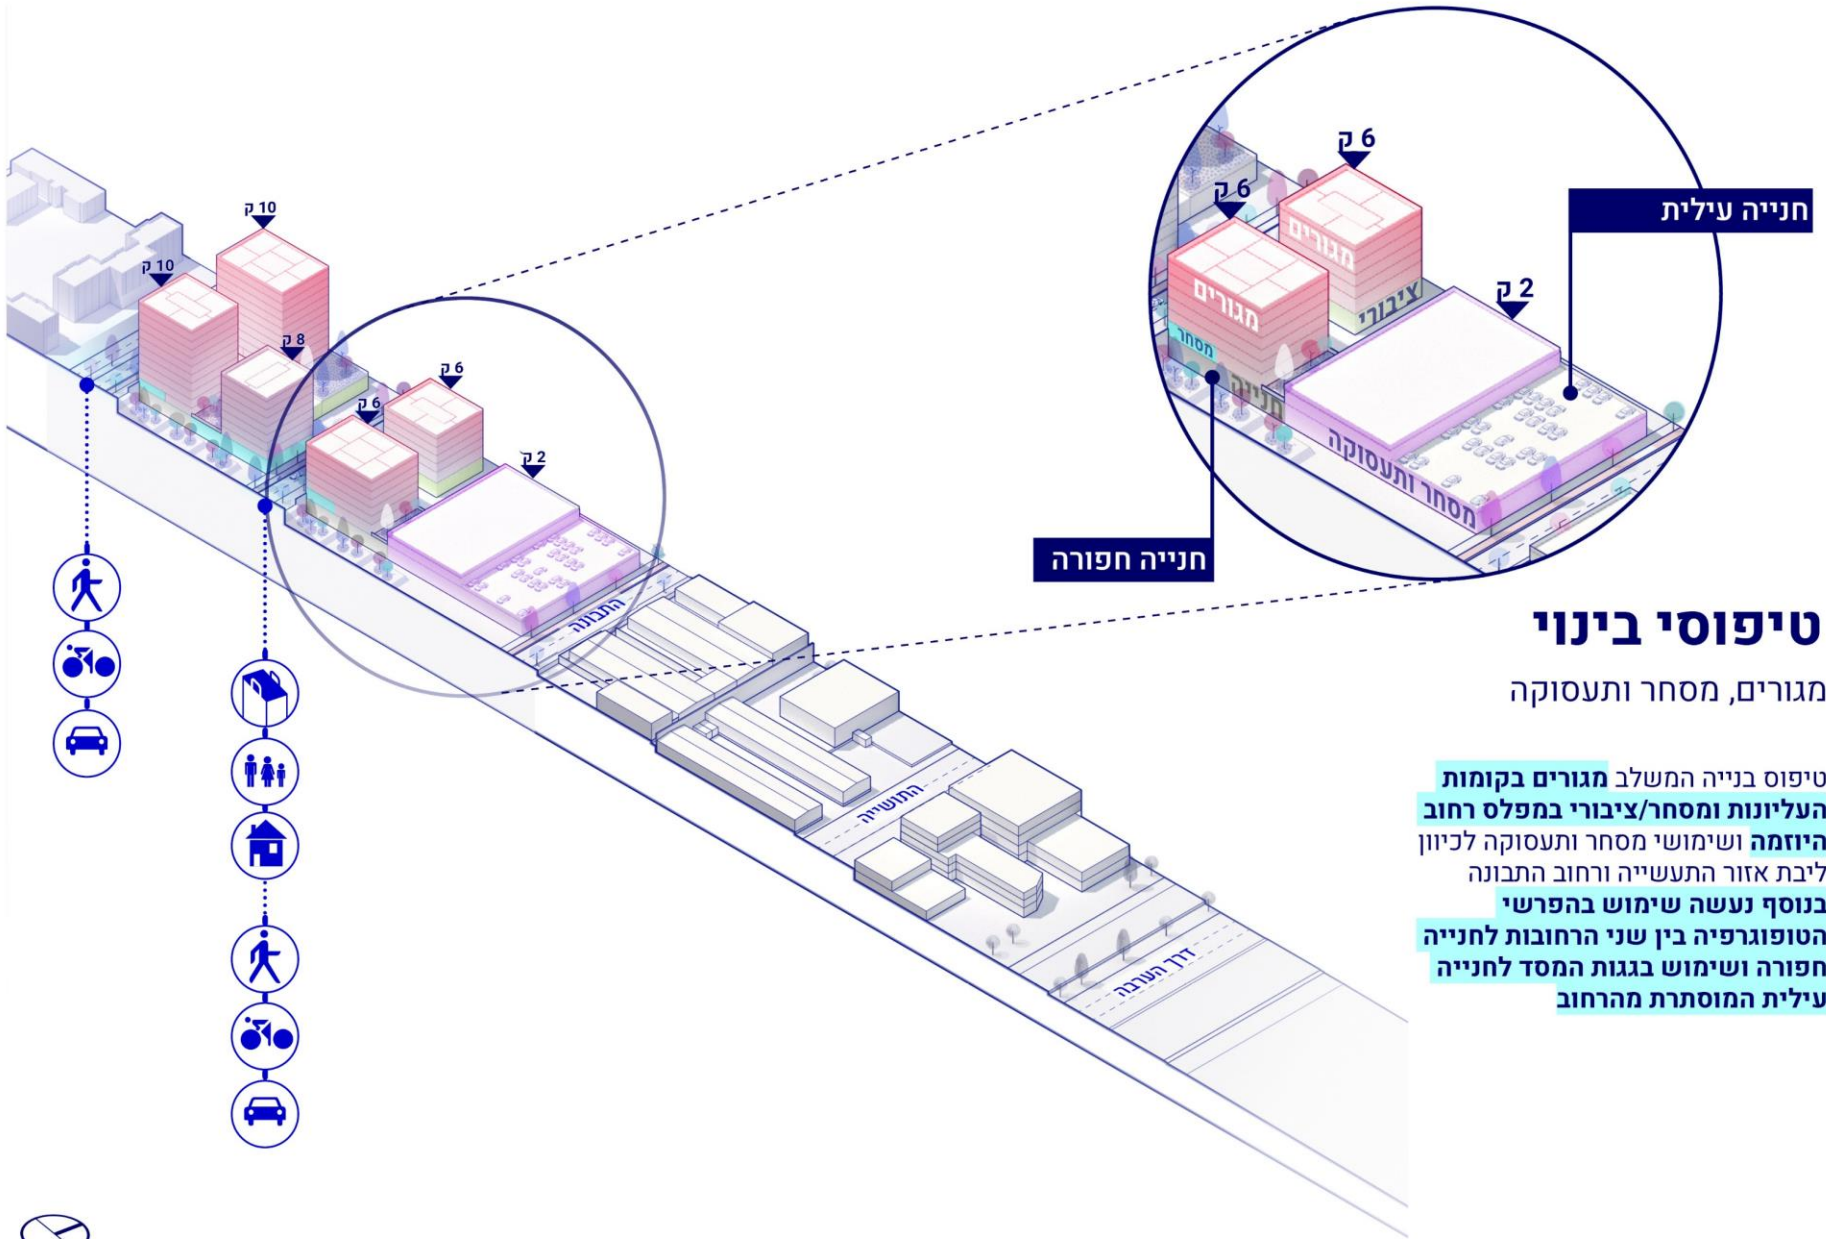 טיפוסי בינוי
מגורים, מסחר ותעסוקה
טיפוס בנייה המשלב מגורים בקומות
העליונות ומסחר/ציבורי במפלס רחוב
היוזמה ושימושי מסחר ותעסוקה לכיוון
ליבת אזור התעשייה ורחוב התבונה
בנוסף נעשה שימוש בהפרשי
הטופוגרפיה בין שני הרחובות לחנייה
חפורה ושימוש בגגות המסד לחנייה
עילית המוסתרת מהרחוב
6 ק
6 ק
2 ק
חנייה עילית
מגורים
מגורים
ציבורי
מסחר
חנייה
מסחר ותעסוקה
חנייה חפורה
10 ק
10 ק
8 ק
6 ק
6 ק
2 ק
התבונה
התושייה
דרך הערבה